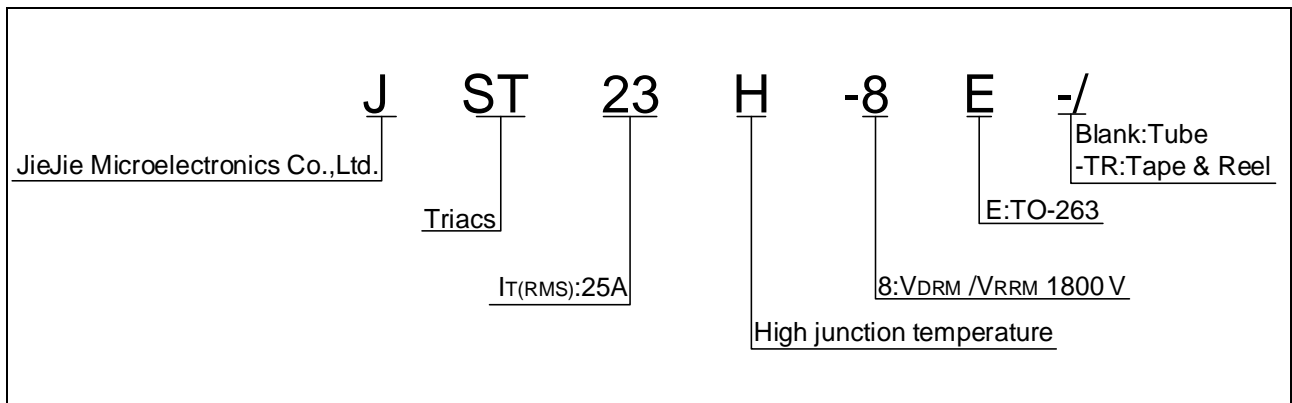 J ST 23 H -8 E -/
Blank:Tube
-TR:Tape & Reel
JieJie Microelectronics Co.,Ltd.
E:TO-263
Triacs
IT(RMS):25A
8:VDRM /VRRM 1800 V
High junction temperature